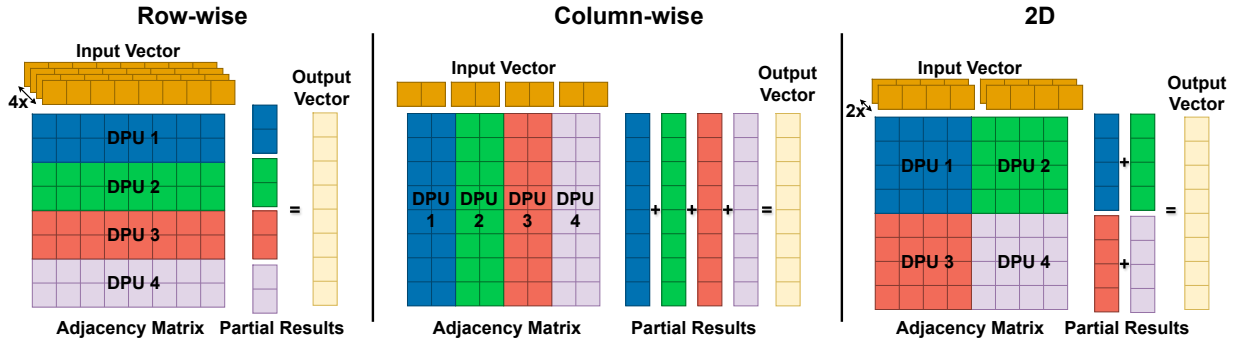 Row-wise
Input Vector
4x
Output
Vector
DPU 1
DPU 2
DPU 3
DPU 4
=
Adjacency Matrix
Partial Results
Column-wise
Input Vector
Output
Vector
DPU
1
DPU
2
DPU
3
DPU
4
+
+
+
=
Adjacency Matrix
Partial Results
2D
Input Vector
2x
Output
Vector
DPU 1
DPU 2
+
=
DPU 3
DPU 4
+
Adjacency Matrix
Partial Results